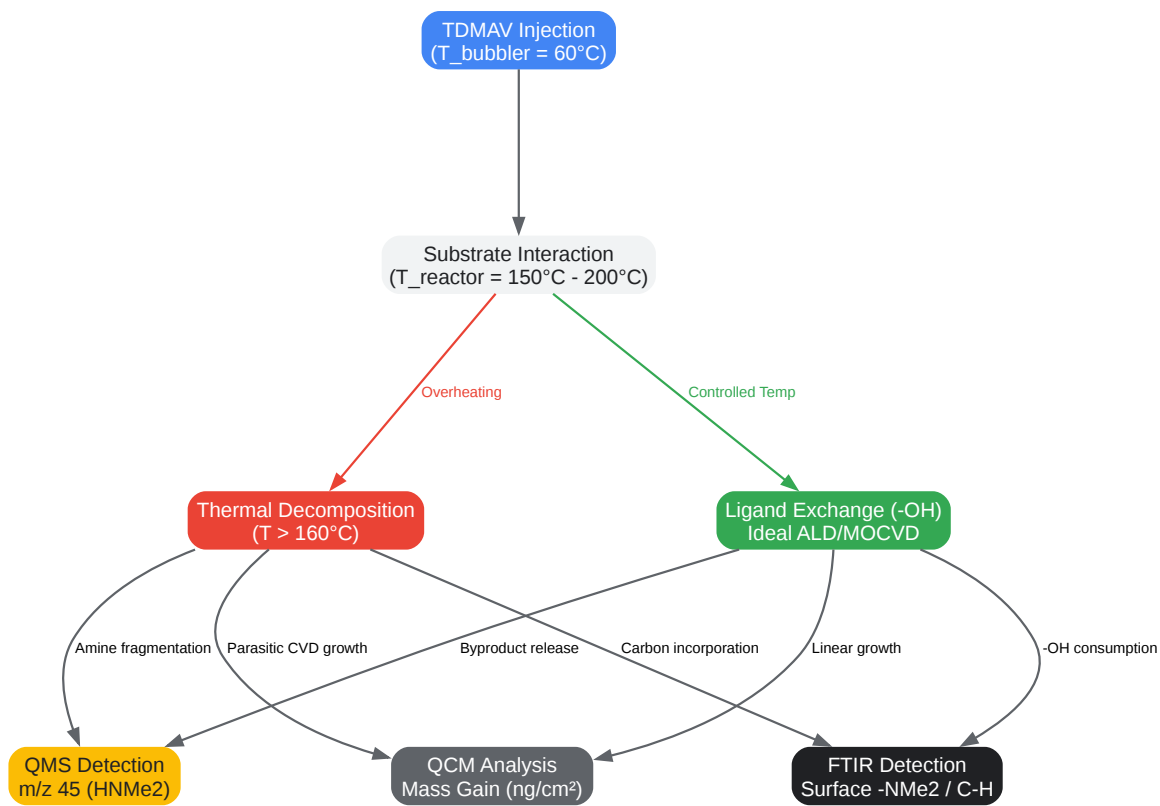 TDMAV Injection
(T_bubbler = 60°C)
Substrate Interaction
(T_reactor = 150°C - 200°C)
Overheating
Controlled Temp
Thermal Decomposition
(T > 160°C)
Ligand Exchange (-OH)
Ideal ALD/MOCVD
Amine fragmentation
Parasitic CVD growth
Byproduct release
Carbon incorporation
Linear growth
-OH consumption
QMS Detection
m/z 45 (HNMe2)
QCM Analysis
Mass Gain (ng/cm²)
FTIR Detection
Surface -NMe2 / C-H